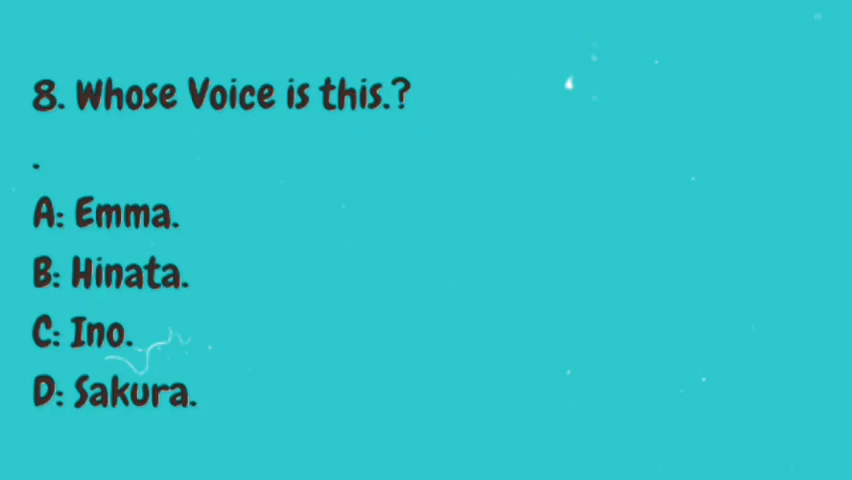 8. Whose Voice is this.?
.
A: Emma.
B: Hinata.
C: Ino.
D: Sakura.